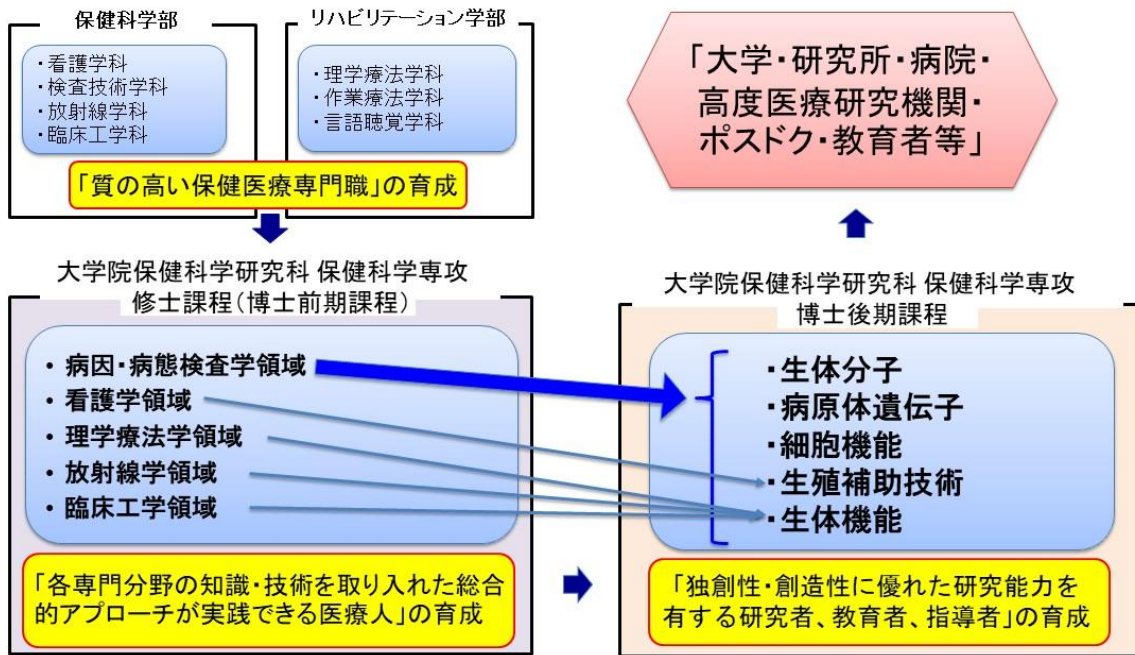 保健科学部
・看護学科
・検査技術学科
・放射線学科
・臨床工学科
リハビリテーション学部
・理学療法学科
・作業療法学科
・言語聴覚学科
「質の高い保健医療専門職」の育成
「大学・研究所・病院・
高度医療研究機関・
ポスドク・教育者等」
大学院保健科学研究科 保健科学専攻
修士課程(博士前期課程)
・病因・病態検査学領域
・看護学領域
・理学療法学領域
・放射線学領域
・臨床工学領域
「各専門分野の知識・技術を取り入れた総合
的アプローチが実践できる医療人」の育成
大学院保健科学研究科 保健科学専攻
博士後期課程
・生体分子
・病原体遺伝子
・細胞機能
・生殖補助技術
・生体機能
「独創性・創造性に優れた研究能力を
有する研究者、教育者、指導者」の育成